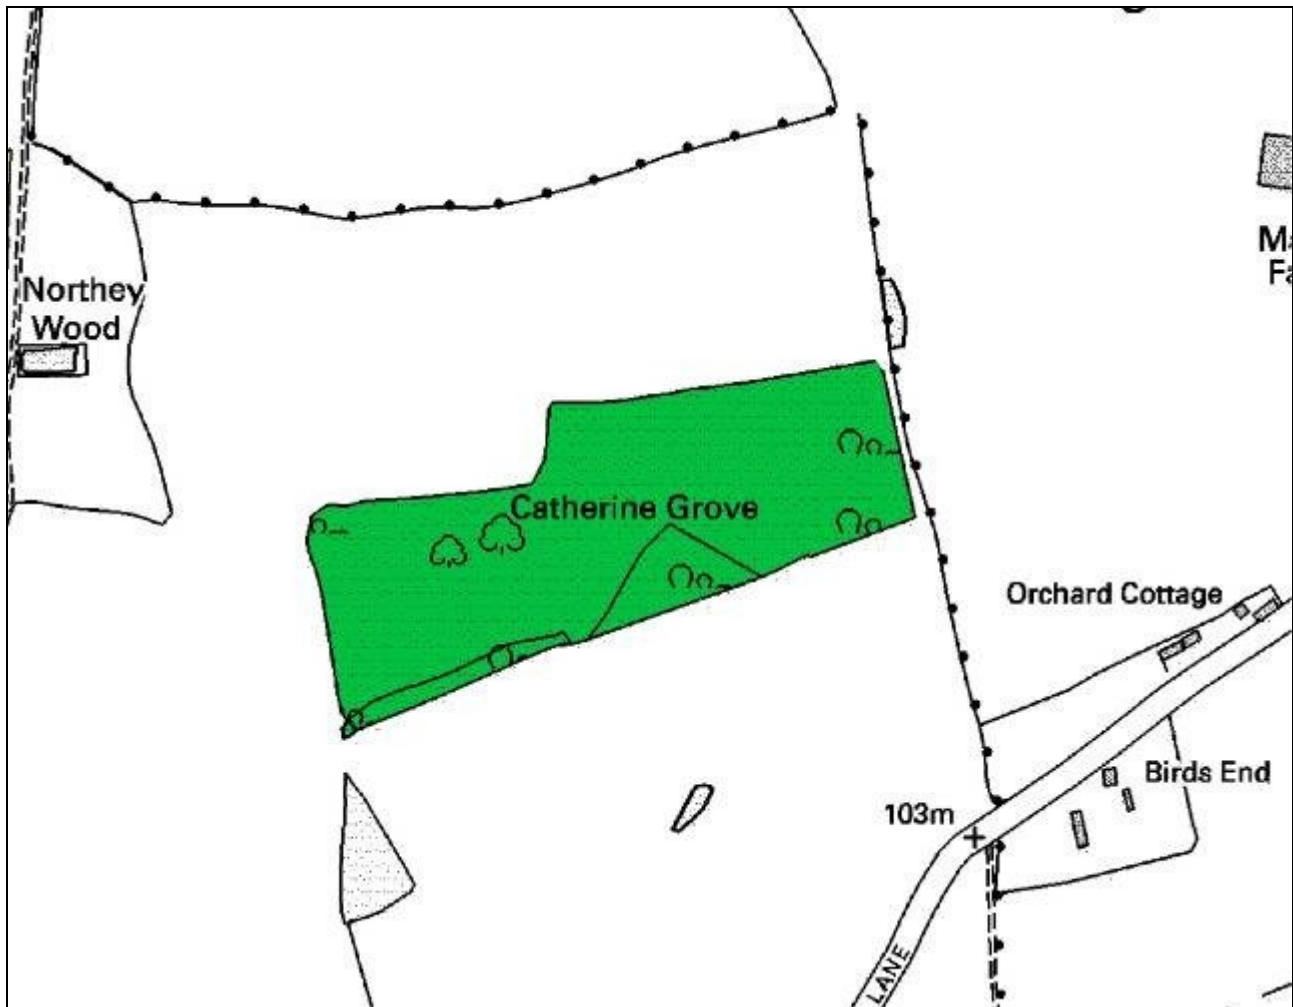 Northey
Wood
Catherine Grove
Orchard Cottage
Birds End
103m
LANE